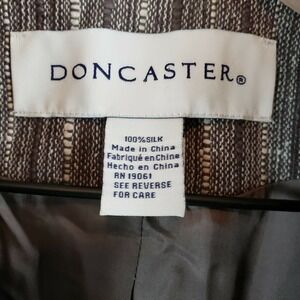 DONCASTER®
100% SILK
Made in China
Fabriqué en Chine
Hecho en China
RN 19061
SEE REVERSE
FOR CARE